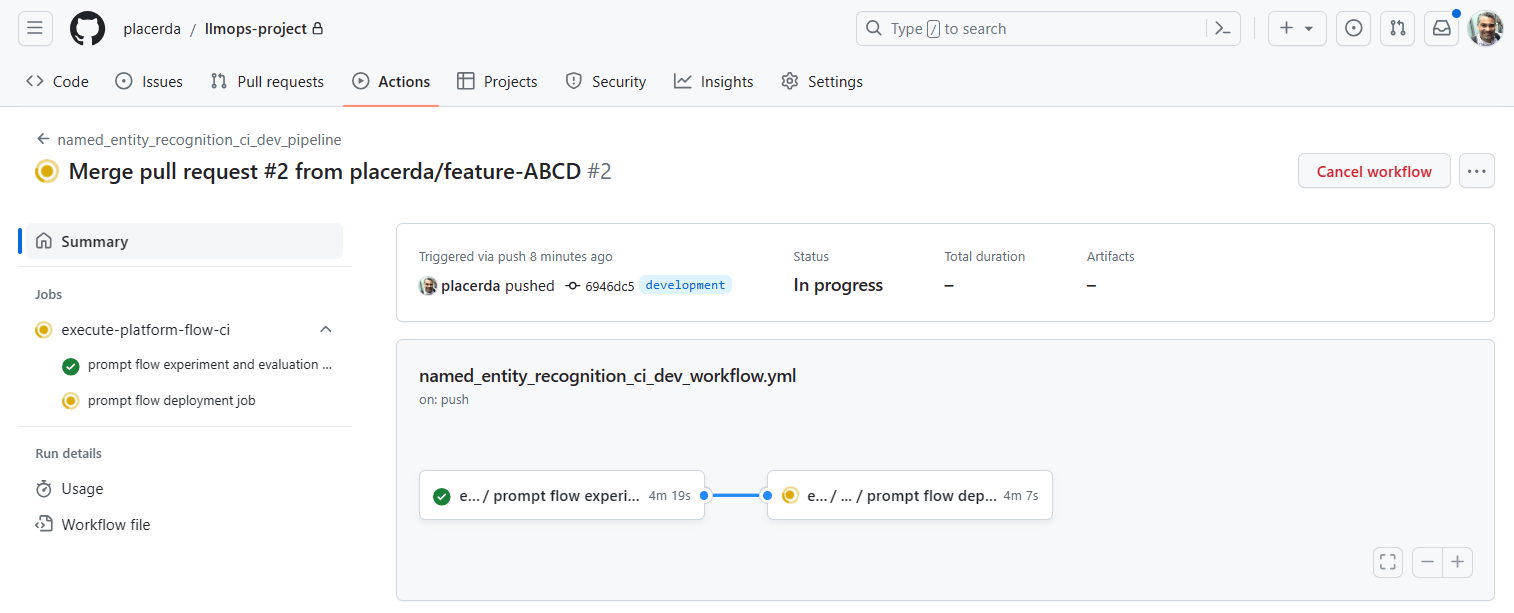 placerda / llmops-project
Type / to search
Code
Issues
Pull requests
Actions
Projects
Security
Insights
Settings
named_entity_recognition_ci_dev_pipeline
Merge pull request #2 from placerda/feature-ABCD #2
Cancel workflow
Summary
Jobs
execute-platform-flow-ci
prompt flow experiment and evaluation ...
prompt flow deployment job
Run details
Usage
Workflow file
Triggered via push 8 minutes ago
placerda pushed 6946dc5 development
Status
In progress
Total duration
–
Artifacts
–
named_entity_recognition_ci_dev_workflow.yml
on: push
e... / prompt flow experi... 4m 19s
e... / ... / prompt flow dep... 4m 7s